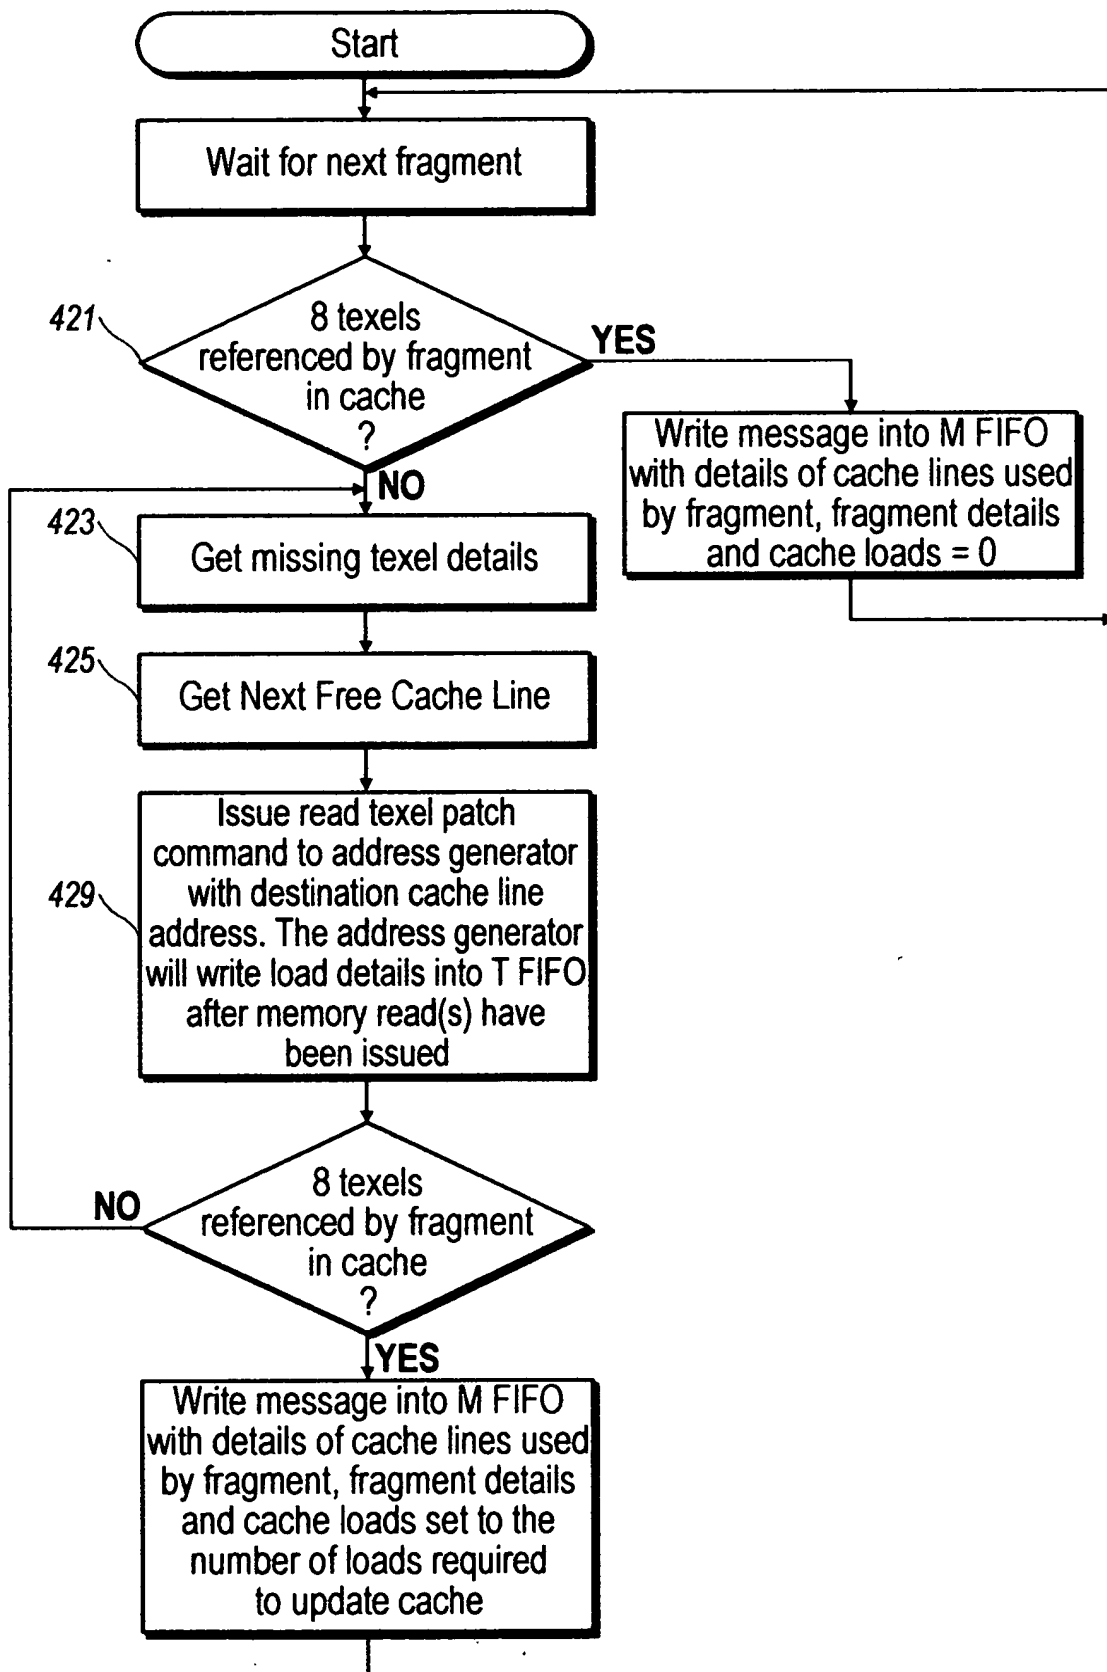 Start
Wait for next fragment
421
8 texels
referenced by fragment
in cache
?
YES
Write message into M FIFO
with details of cache lines used
by fragment, fragment details
and cache loads = 0
NO
423
Get missing texel details
425
Get Next Free Cache Line
429
Issue read texel patch
command to address generator
with destination cache line
address. The address generator
will write load details into T FIFO
after memory read(s) have
been issued
8 texels
referenced by fragment
in cache
?
NO
YES
Write message into M FIFO
with details of cache lines used
by fragment, fragment details
and cache loads set to the
number of loads required
to update cache